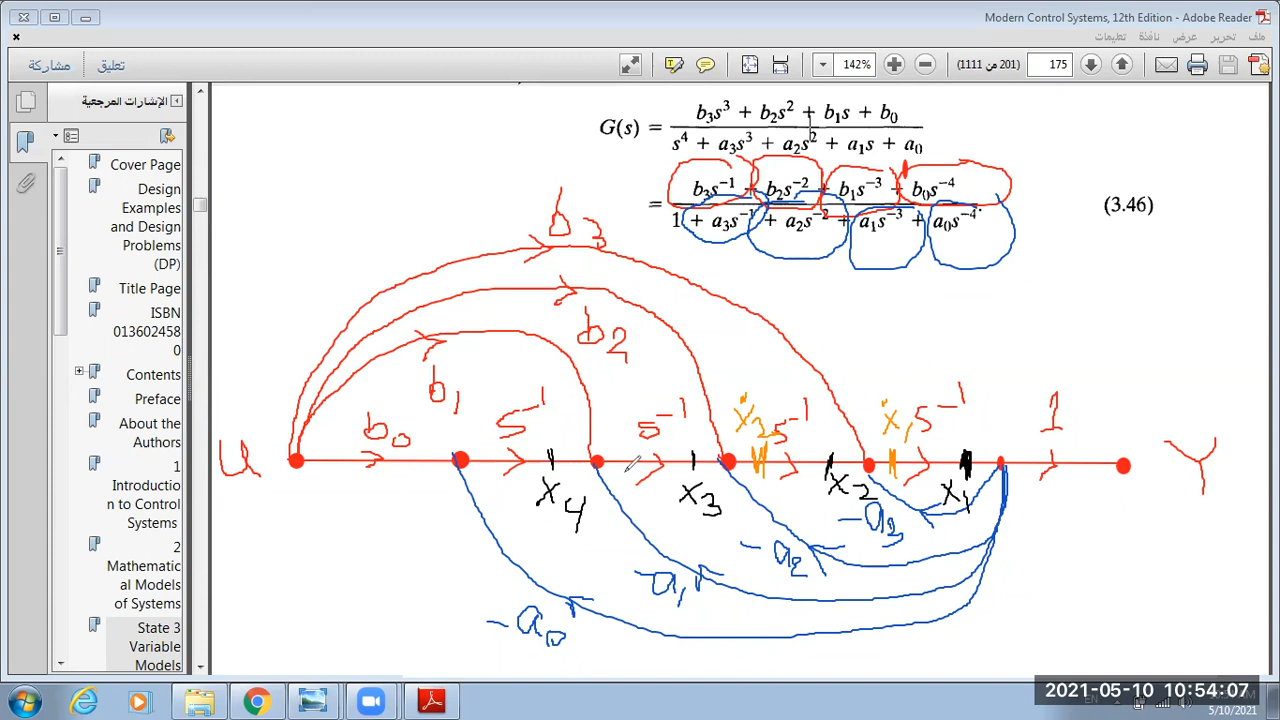 Modern Control Systems, 12th Edition - Adobe Reader
ملف تحرير عرض نافذة تعليمات
مشاركة
تعليق
142%
(201 من 1111)
175
الإشارات المرجعية
Cover Page
Design Examples and Design Problems (DP)
Title Page
ISBN 0136024580
Contents
Preface
About the Authors
1 Introduction to Control Systems
2 Mathematical Models of Systems
State 3 Variable Models
G(s) = (b₃s³ + b₂s² + b₁s + b₀) / (s⁴ + a₃s³ + a₂s² + a₁s + a₀)
= (b₃s⁻¹ + b₂s⁻² + b₁s⁻³ + b₀s⁻⁴) / (1 + a₃s⁻¹ + a₂s⁻² + a₁s⁻³ + a₀s⁻⁴) .
(3.46)
b₃
b₂
b₁
U b₀ S⁻¹ S⁻¹ ẋ₂ S⁻¹ ẋ₁ S⁻¹ 1 Y
x₄ x₃ x₂ x₁
-a₃
-a₂
-a₁
-a₀
2021-05-10 10:54:07
EN
5/10/2021